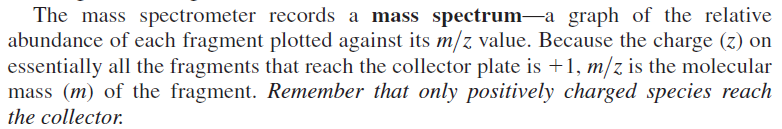 The mass spectrometer records a mass spectrum—a graph of the relative
abundance of each fragment plotted against its m/z value. Because the charge (z) on
essentially all the fragments that reach the collector plate is +1, m/z is the molecular
mass (m) of the fragment. Remember that only positively charged species reach
the collector.